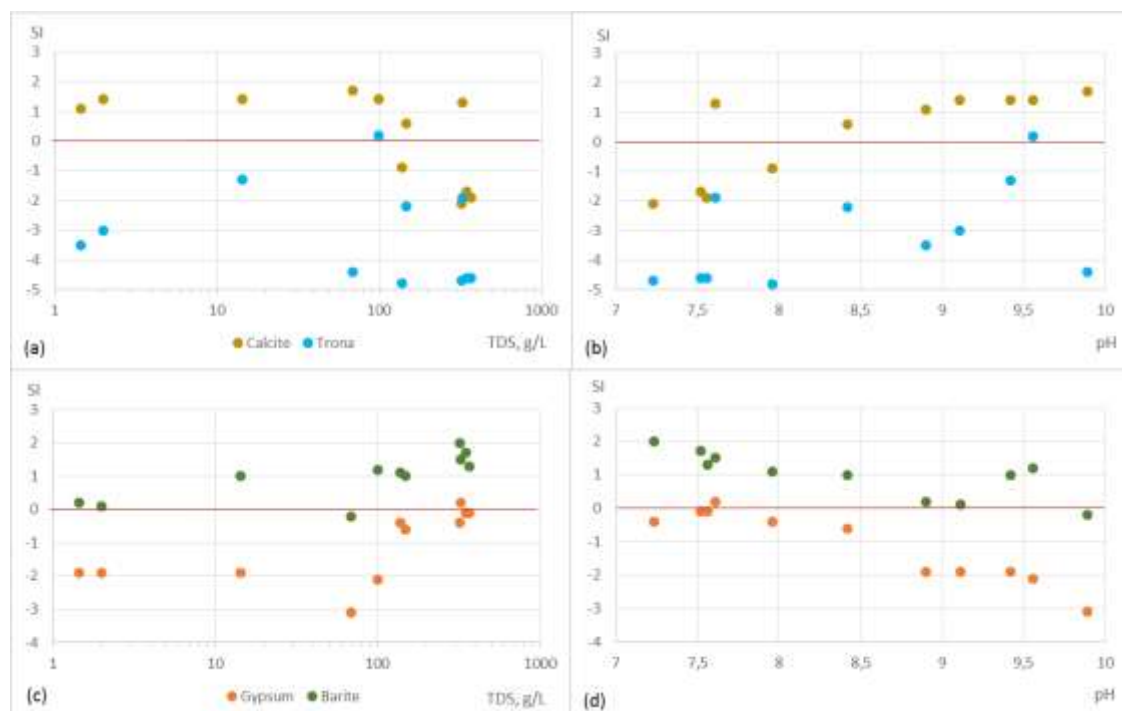 SI
3
2
1
0
-1
-2
-3
-4
-5
1 10 100 1000
(a) Calcite Trona TDS, g/L
SI
3
2
1
0
-1
-2
-3
-4
-5
7 7,5 8 8,5 9 9,5 10
(b) pH
SI
3
2
1
0
-1
-2
-3
-4
1 10 100 1000
(c) Gypsum Barite TDS, g/L
SI
3
2
1
0
-1
-2
-3
-4
7 7,5 8 8,5 9 9,5 10
(d) pH